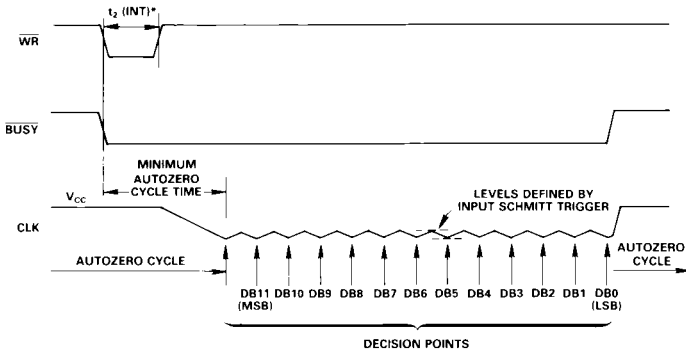 t₂ (INT)*
WR
BUSY
MINIMUM
AUTOZERO
CYCLE TIME
VCC
CLK
LEVELS DEFINED BY
INPUT SCHMITT TRIGGER
AUTOZERO CYCLE
AUTOZERO
CYCLE
DB11 DB10 DB9 DB8 DB7 DB6 DB5 DB4 DB3 DB2 DB1 DB0
(MSB) (LSB)
DECISION POINTS